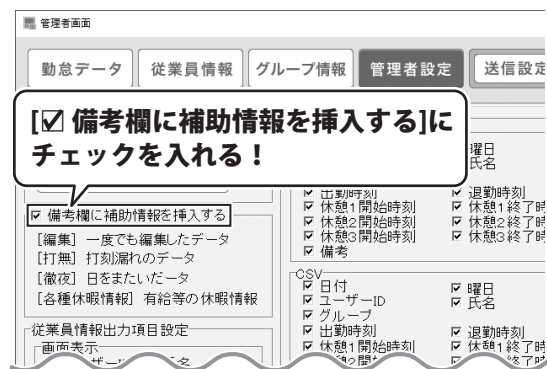 管理者画面
勤怠データ 従業員情報 グループ情報 管理者設定 送信設定
[☑ 備考欄に補助情報を挿入する]に
チェックを入れる!
曜日
氏名
出勤時刻 退勤時刻
休憩1開始時刻 休憩1終了時
休憩2開始時刻 休憩2終了時
休憩3開始時刻 休憩3終了時
備考
☑ 備考欄に補助情報を挿入する
[編集] 一度でも編集したデータ
[打無] 打刻漏れのデータ
[徹夜] 日をまたいだータ
[各種休暇情報] 有給等の休暇情報
CSV
日付 曜日
ユーザーID 氏名
グループ
出勤時刻 退勤時刻
休憩1開始時刻 休憩1終了時
従業員情報出力項目設定
画面表示